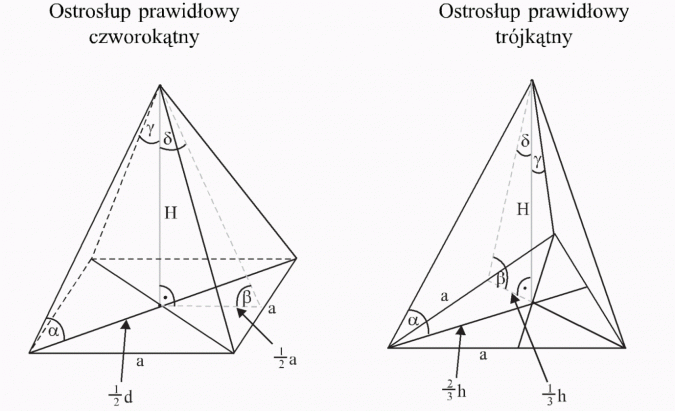 Ostrosłup prawidłowy
czworokątny
γ
δ
H
α
β
a
a
½a
½d
Ostrosłup prawidłowy
trójkątny
δ
γ
H
β
a
α
a
⅔h
⅓h